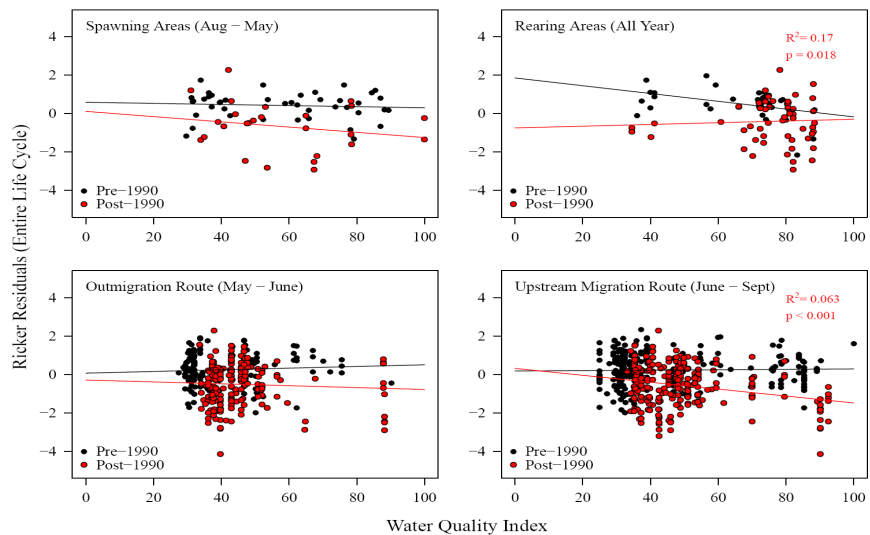 Spawning Areas (Aug − May)
4
2
0
−2
−4
Pre−1990
Post−1990
0 20 40 60 80 100
Rearing Areas (All Year)
R²= 0.17
p = 0.018
4
2
0
−2
−4
Pre−1990
Post−1990
0 20 40 60 80 100
Ricker Residuals (Entire Life Cycle)
Outmigration Route (May − June)
4
2
0
−2
−4
Pre−1990
Post−1990
0 20 40 60 80 100
Upstream Migration Route (June − Sept)
R²= 0.063
p < 0.001
4
2
0
−2
−4
Pre−1990
Post−1990
0 20 40 60 80 100
Water Quality Index